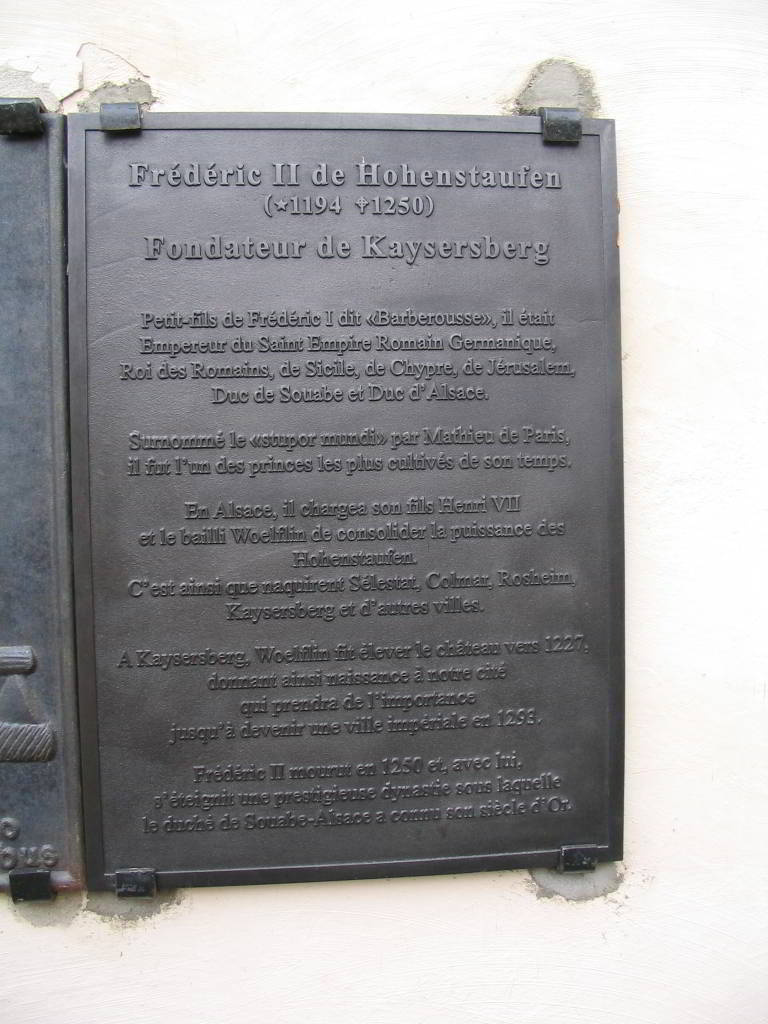 Frédéric II de Hohenstaufen
(★1194 ✝1250)
Fondateur de Kaysersberg
Petit-fils de Frédéric I dit «Barberousse», il était
Empereur du Saint Empire Romain Germanique,
Roi des Romains, de Sicile, de Chypre, de Jérusalem,
Duc de Souabe et Duc d'Alsace.
Surnommé le «stupor mundi» par Mathieu de Paris,
il fut l'un des princes les plus cultivés de son temps.
En Alsace, il chargea son fils Henri VII
et le bailli Woelflin de consolider la puissance des
Hohenstaufen.
C'est ainsi que naquirent Sélestat, Colmar, Rosheim,
Kaysersberg et d'autres villes.
A Kaysersberg, Woelflin fit élever le château vers 1227,
donnant ainsi naissance à notre cité
qui prendra de l'importance
jusqu'à devenir une ville impériale en 1293.
Frédéric II mourut en 1250 et, avec lui,
s'éteignit une prestigieuse dynastie sous laquelle
le duché de Souabe-Alsace a connu son siècle d'Or.